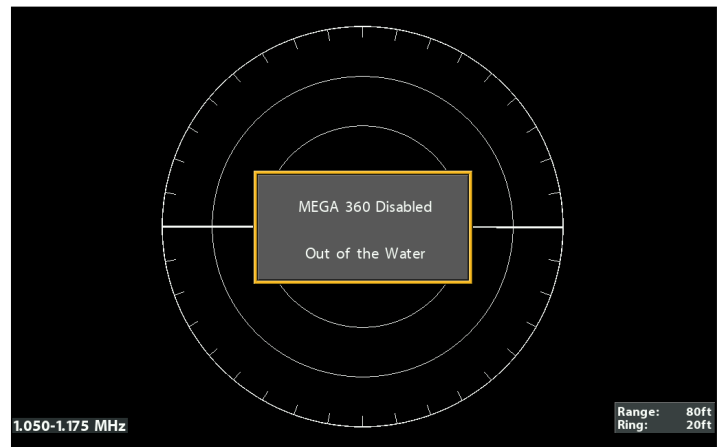 MEGA 360 Disabled
Out of the Water
1.050-1.175 MHz
Range: 80ft
Ring: 20ft